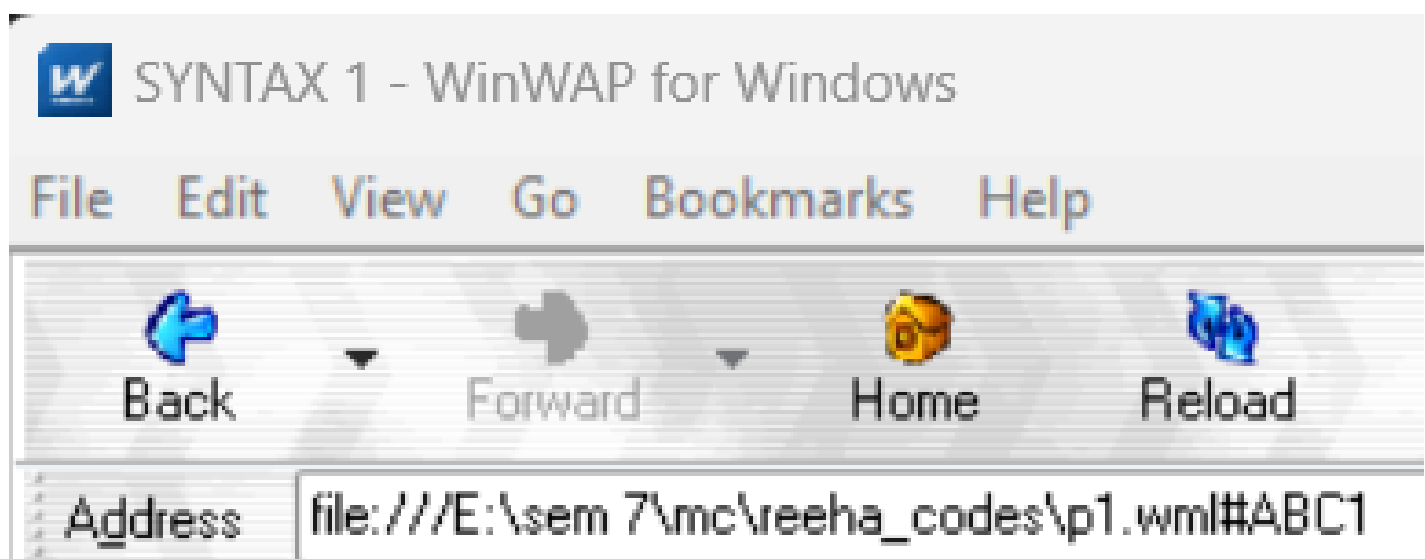 SYNTAX 1 - WinWAP for Windows
File Edit View Go Bookmarks Help
Back Forward Home Reload
Address file:///E:\sem 7\mc\reeha_codes\p1.wml#ABC1